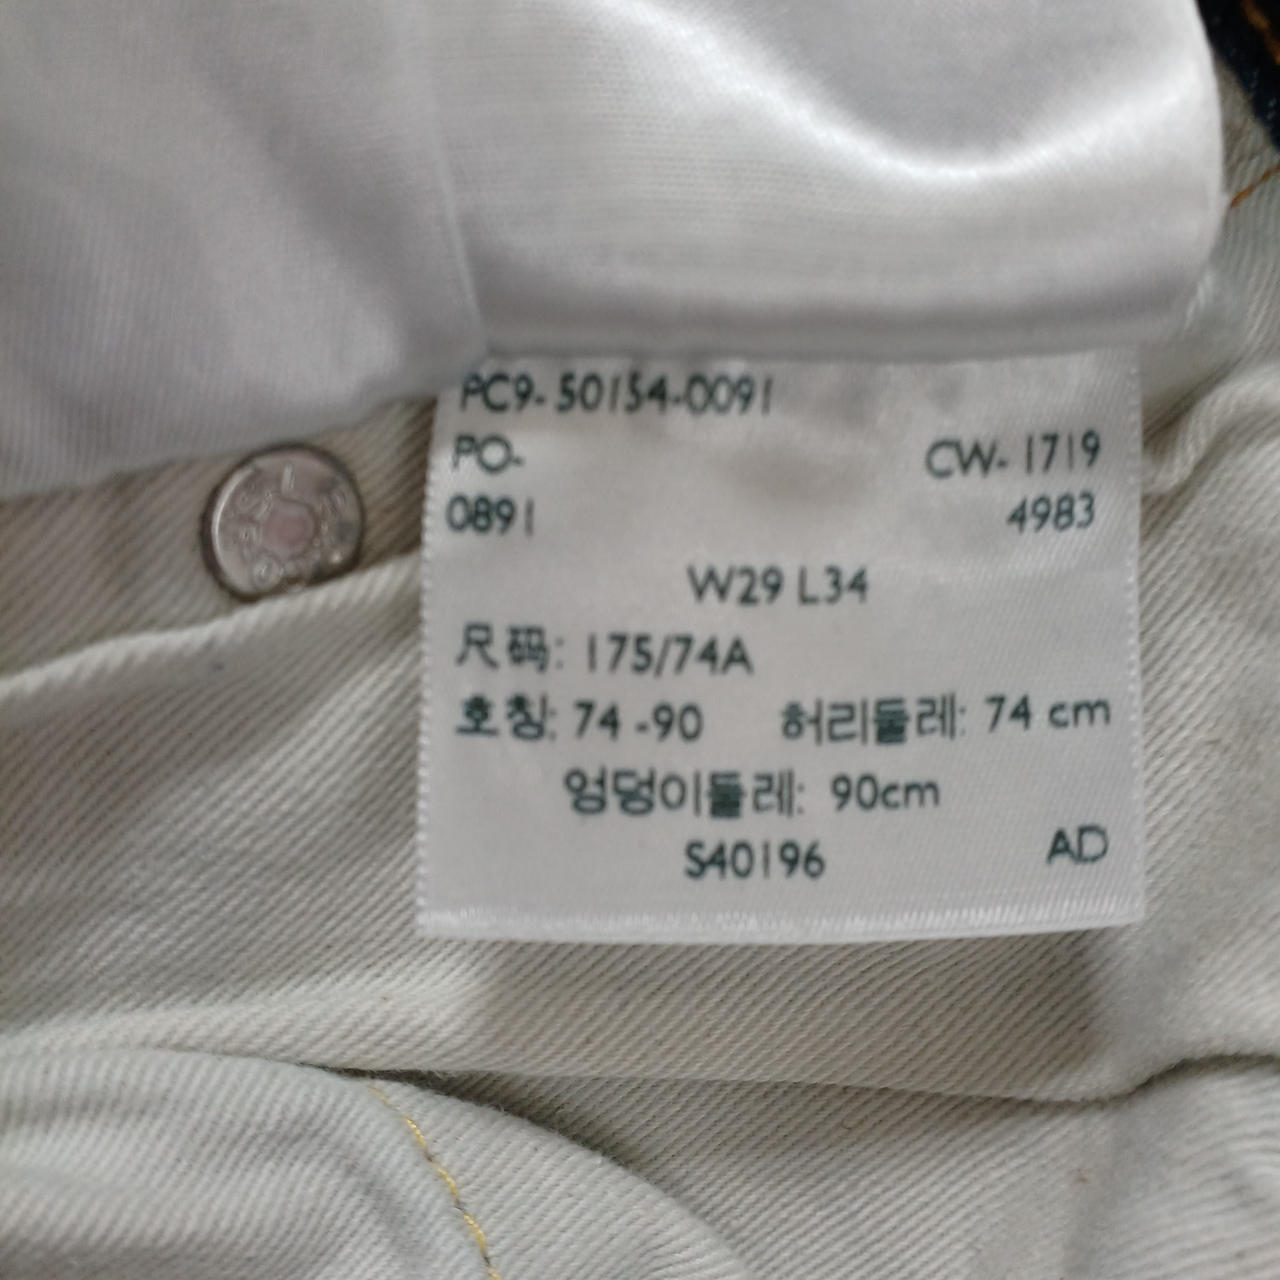 PC9-50154-0091
PO- CW-1719
0891 4983
W29 L34
尺码: 175/74A
호칭: 74 -90 허리둘레: 74 cm
엉덩이둘레: 90cm
S40196 AD